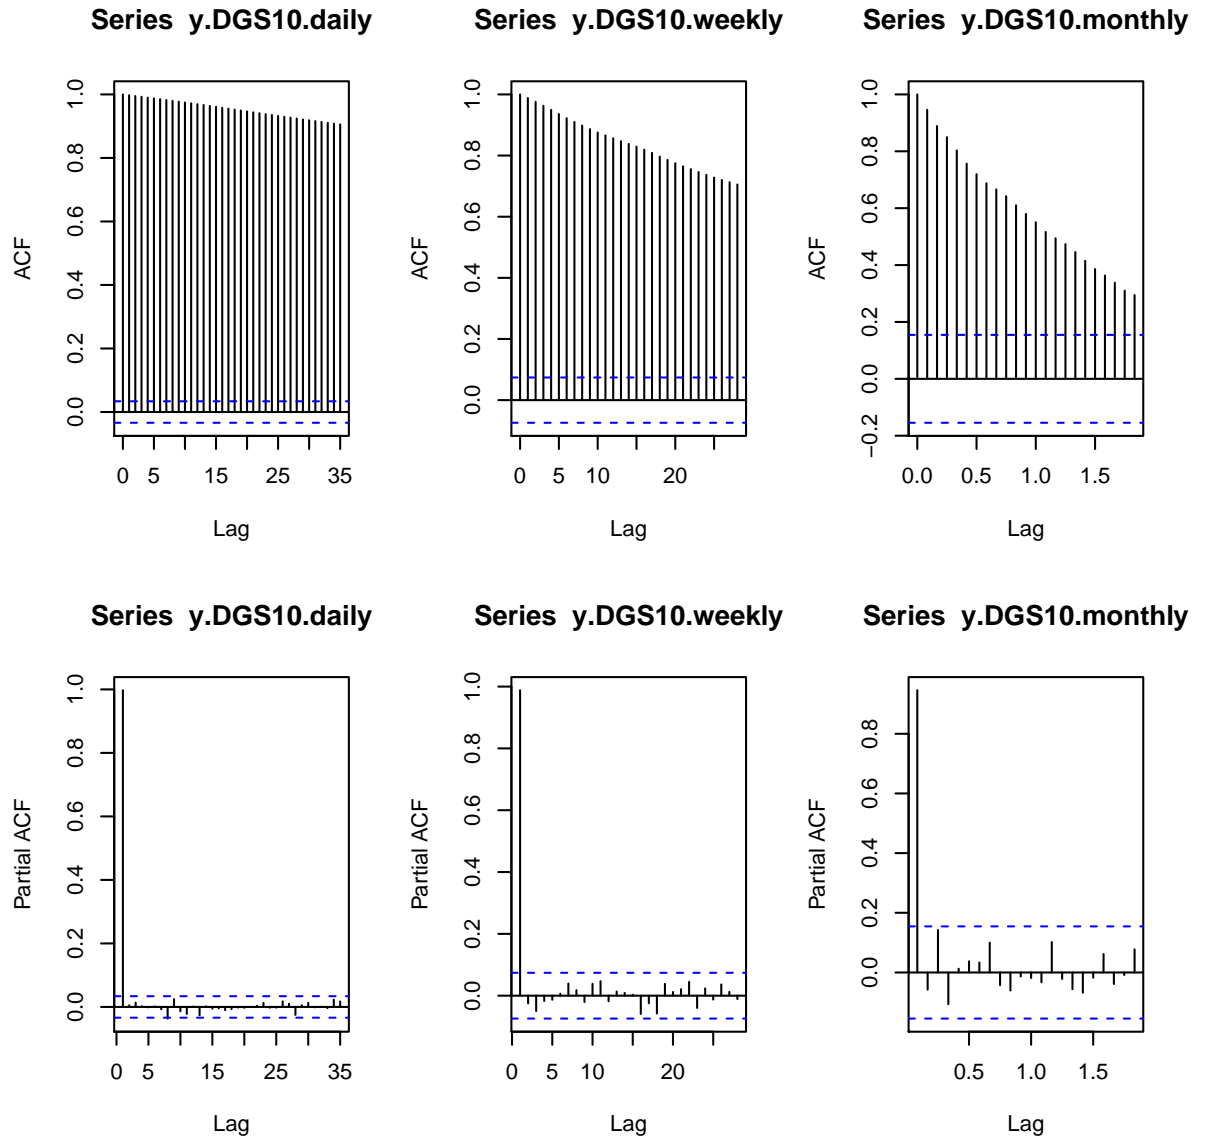 Series y.DGS10.daily
ACF
0.0 0.2 0.4 0.6 0.8 1.0
0 5 15 25 35
Lag
Series y.DGS10.weekly
ACF
0.0 0.2 0.4 0.6 0.8 1.0
0 5 10 20
Lag
Series y.DGS10.monthly
ACF
−0.2 0.0 0.2 0.4 0.6 0.8 1.0
0.0 0.5 1.0 1.5
Lag
Series y.DGS10.daily
Partial ACF
0.0 0.2 0.4 0.6 0.8 1.0
0 5 15 25 35
Lag
Series y.DGS10.weekly
Partial ACF
0.0 0.2 0.4 0.6 0.8 1.0
0 5 10 20
Lag
Series y.DGS10.monthly
Partial ACF
0.0 0.2 0.4 0.6 0.8
0.5 1.0 1.5
Lag